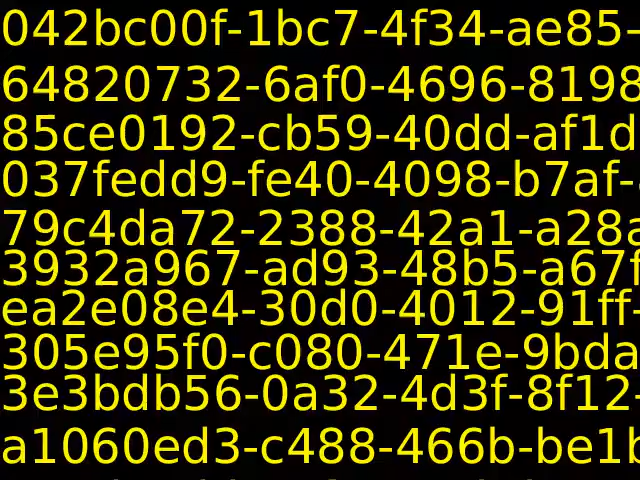 042bc00f-1bc7-4f34-ae85-
64820732-6af0-4696-8198
85ce0192-cb59-40dd-af1d
037fedd9-fe40-4098-b7af-
79c4da72-2388-42a1-a28a
3932a967-ad93-48b5-a67f
ea2e08e4-30d0-4012-91ff-
305e95f0-c080-471e-9bda
3e3bdb56-0a32-4d3f-8f12-
a1060ed3-c488-466b-be1b